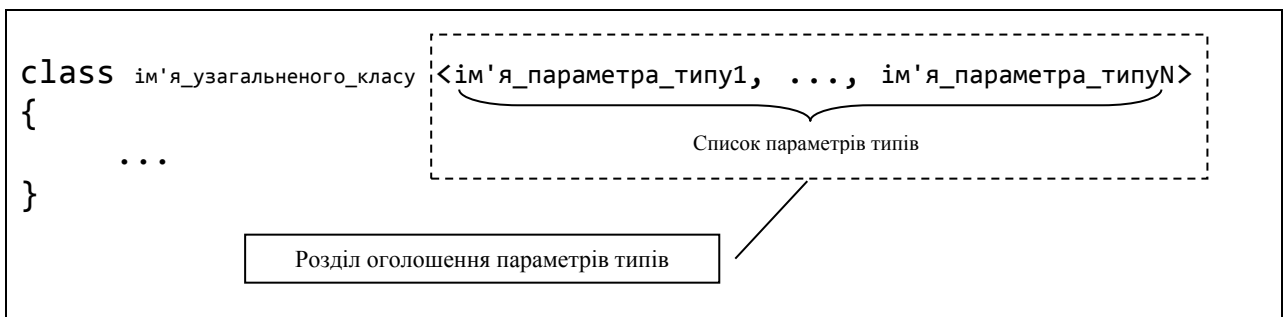 class ім'я_узагальненого_класу <ім'я_параметра_типу1, ..., ім'я_параметра_типуN>
{
Список параметрів типів
...
}
Розділ оголошення параметрів типів